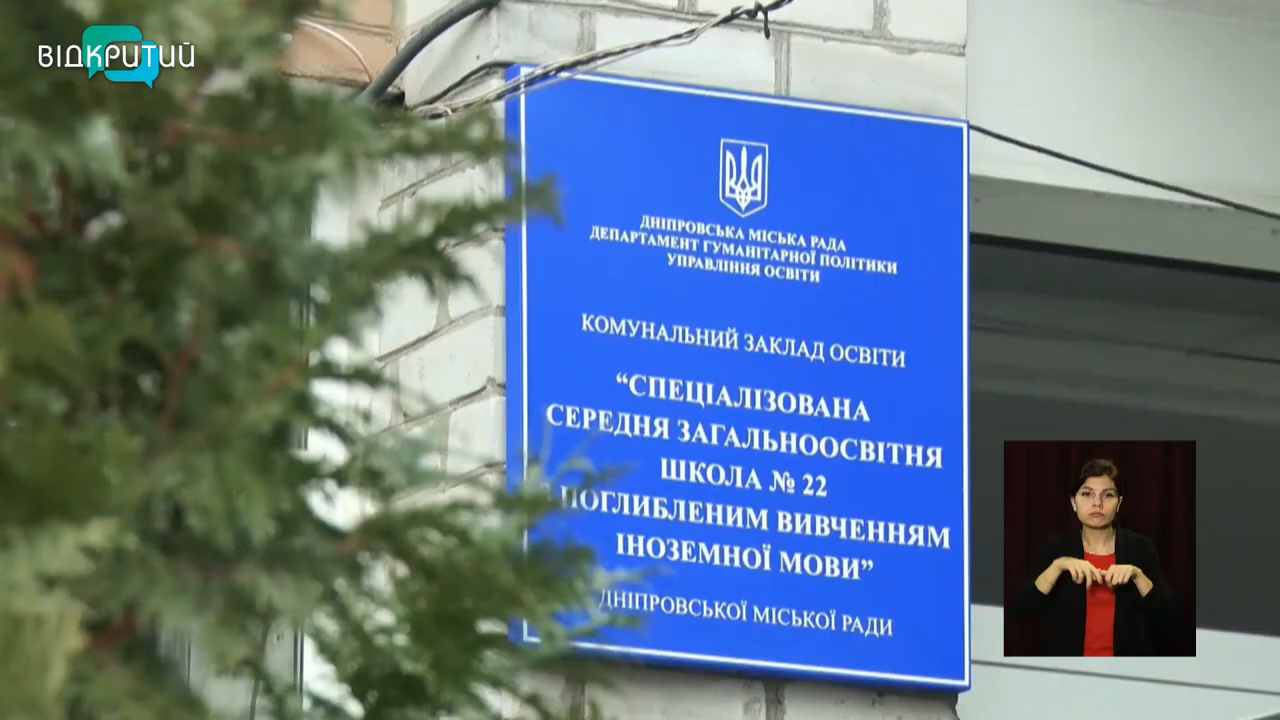 ВІДКРИТИЙ
ДНІПРОВСЬКА МІСЬКА РАДА
ДЕПАРТАМЕНТ ГУМАНІТАРНОЇ ПОЛІТИКИ
УПРАВЛІННЯ ОСВІТИ
КОМУНАЛЬНИЙ ЗАКЛАД ОСВІТИ
“СПЕЦІАЛІЗОВАНА
СЕРЕДНЯ ЗАГАЛЬНООСВІТНЯ
ШКОЛА № 22
ПОГЛИБЛЕНИМ ВИВЧЕННЯМ
ІНОЗЕМНОЇ МОВИ”
ДНІПРОВСЬКОЇ МІСЬКОЇ РАДИ